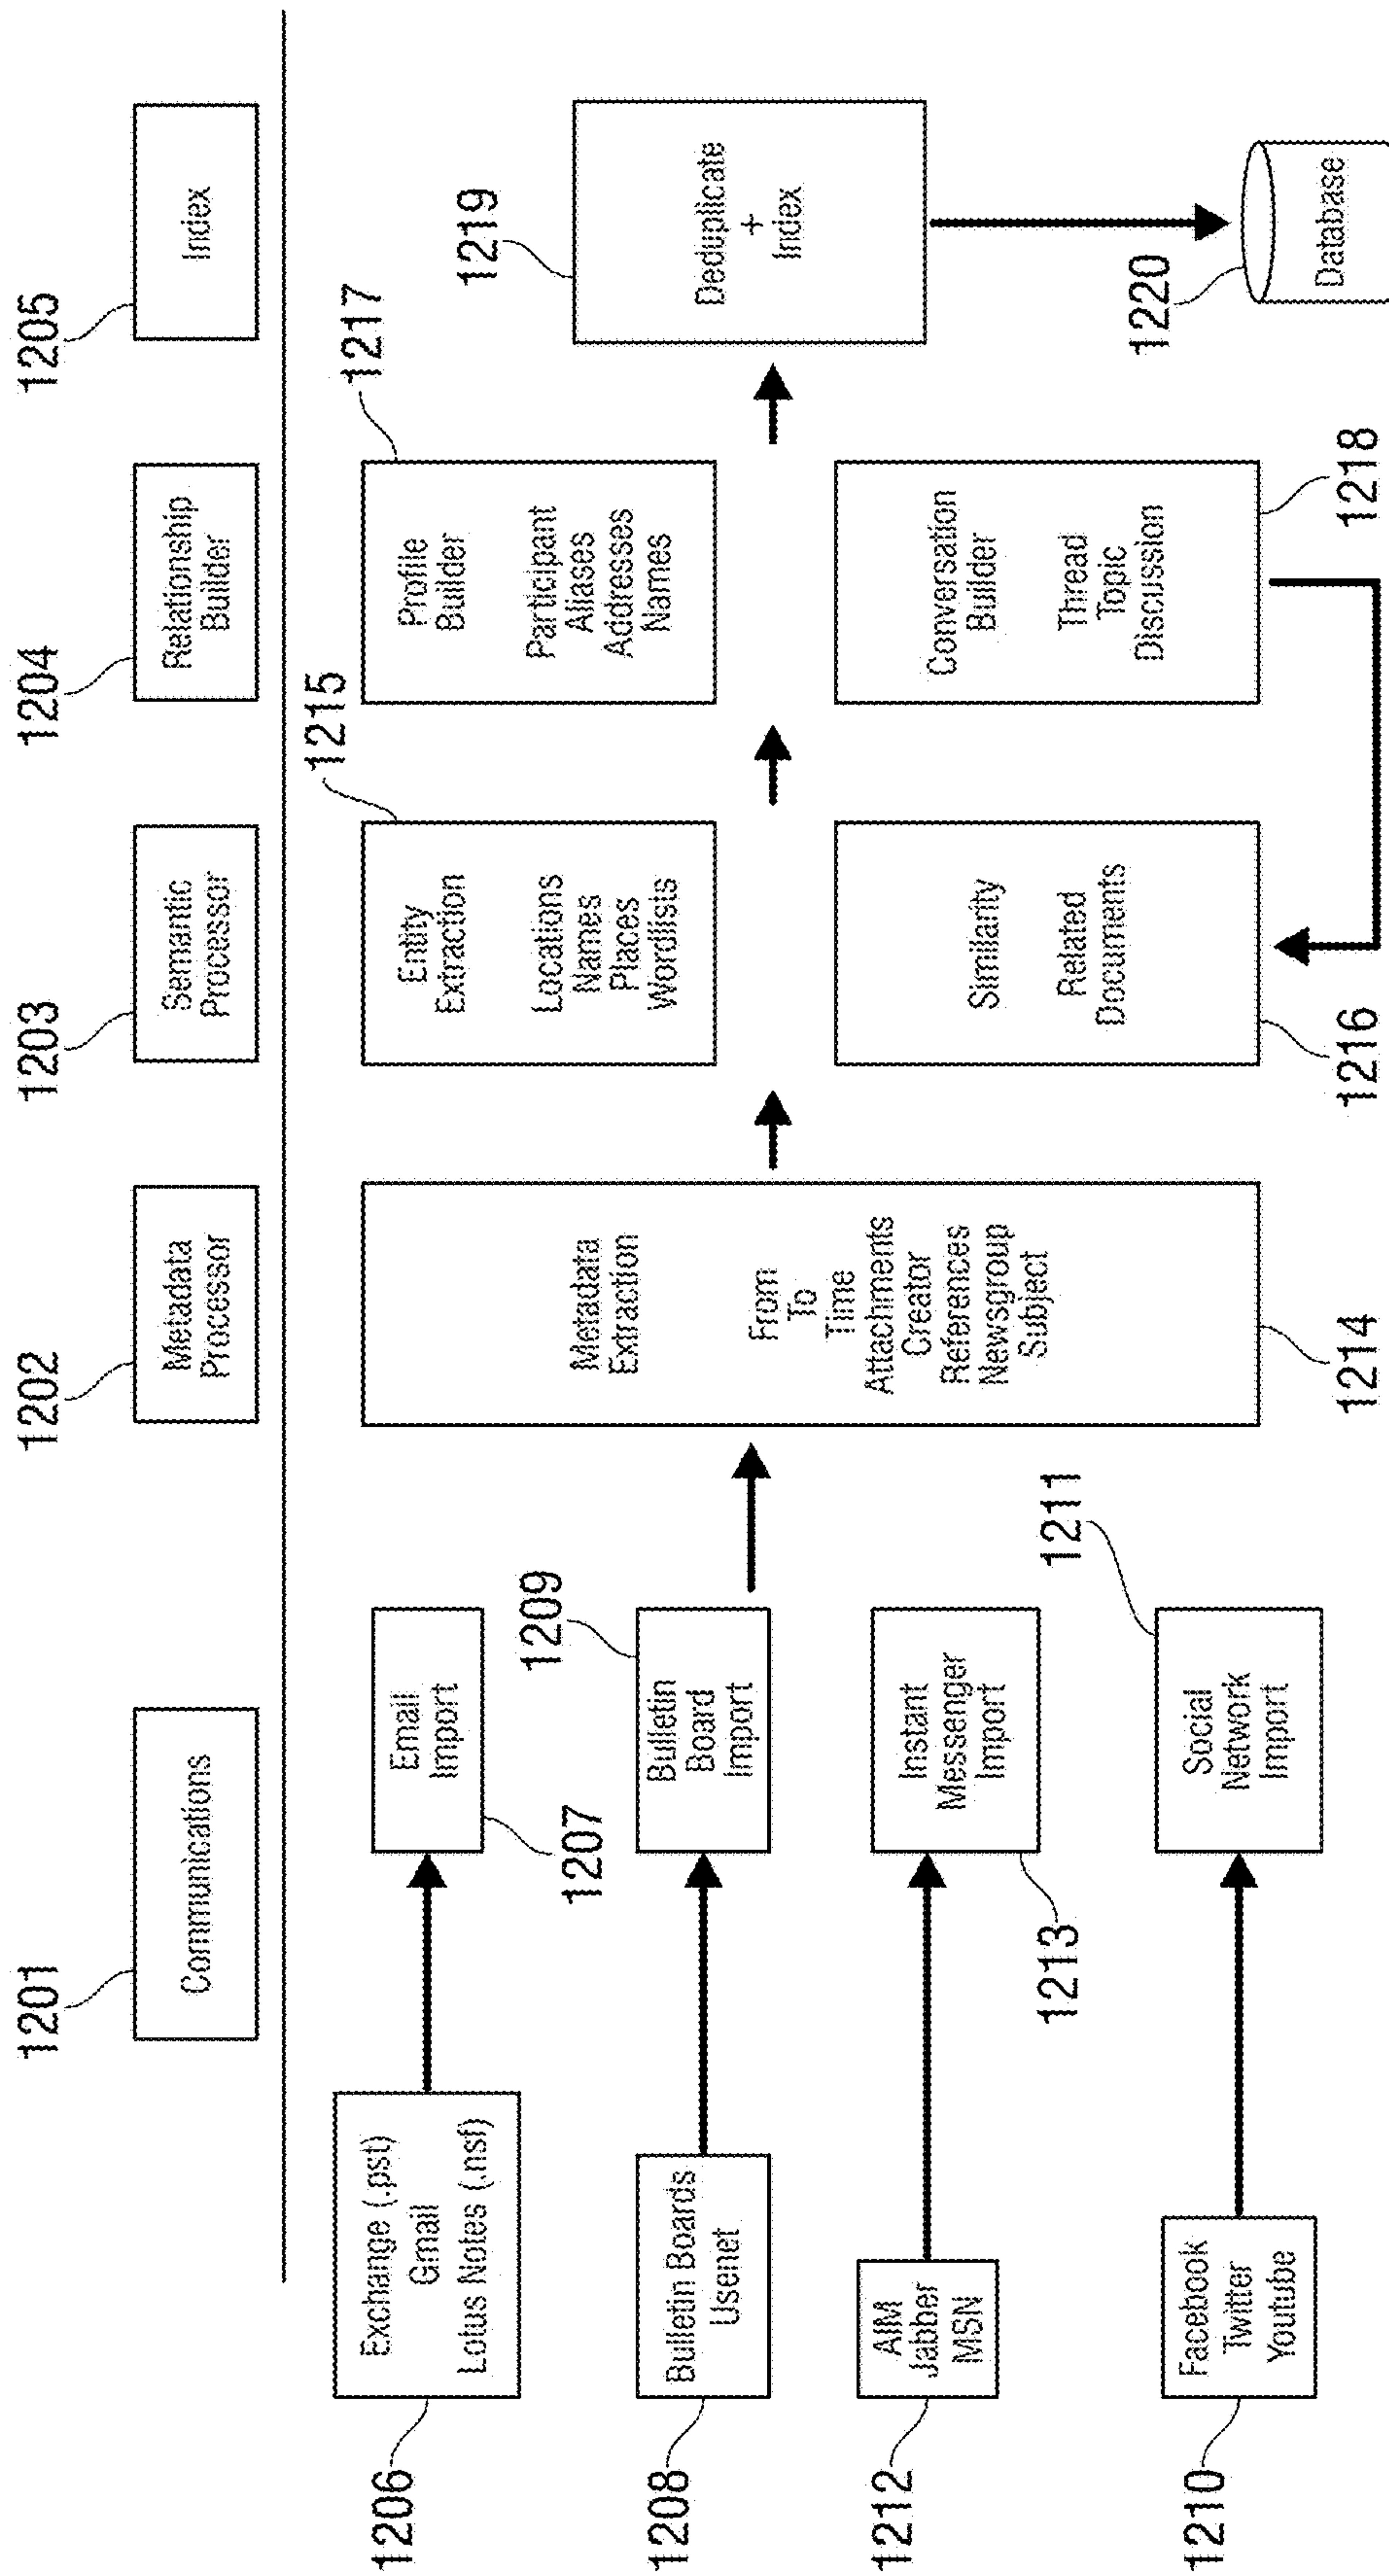 1201
Communications
1202
Metadata
Processor
1203
Semantic
Processor
1204
Relationship
Builder
1205
Index
1206
Exchange (.pst)
Gmail
Lotus Notes (.nsf)
Email
Import
1207
1208
Bulletin Boards
Usenet
Bulletin
Board
Import
1209
1212
AIM
Jabber
MSN
Instant
Messenger
Import
1213
1210
Facebook
Twitter
Youtube
Social
Network
Import
1211
Metadata
Extraction
From
To
Time
Attachments
Creator
References
Newsgroup
Subject
1214
1215
Entity
Extraction
Locations
Names
Places
Wordlists
Similarity
Related
Documents
1216
1217
Profile
Builder
Participant
Aliases
Addresses
Names
Conversation
Builder
Thread
Topic
Discussion
1218
1219
Deduplicate
+
Index
1220
Database